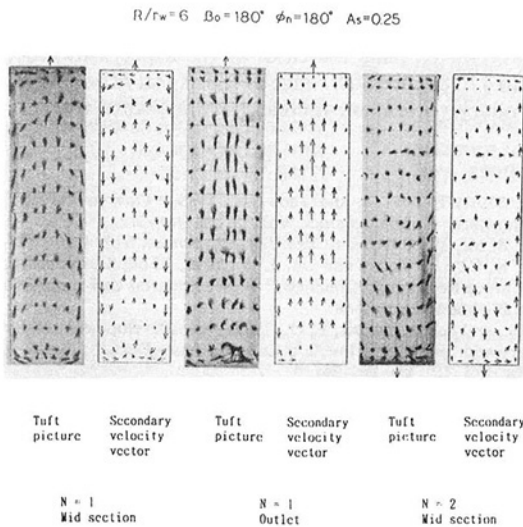 R/rw=6 βo=180° φn=180° As=0.25
Tuft picture Secondary velocity vector Tuft picture Secondary velocity vector Tuft picture Secondary velocity vector
N = 1 N = 1 N = 2
Mid section Outlet Mid section